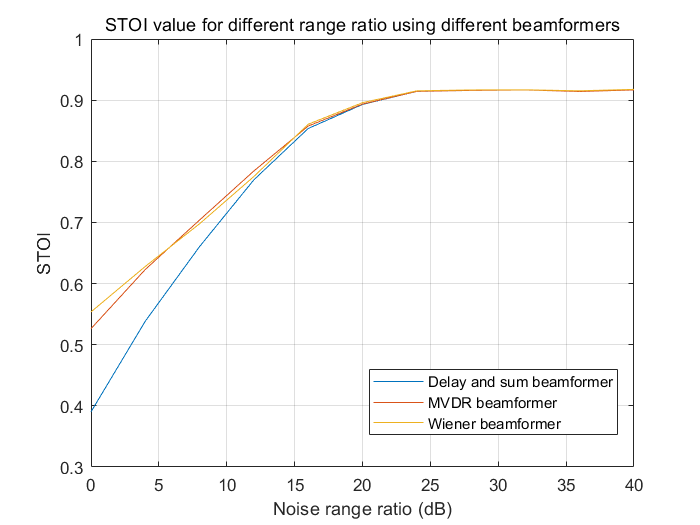 STOI value for different range ratio using different beamformers
1
0.9
0.8
0.7
0.6
0.5
0.4
0.3
STOI
0 5 10 15 20 25 30 35 40
Noise range ratio (dB)
Delay and sum beamformer
MVDR beamformer
Wiener beamformer